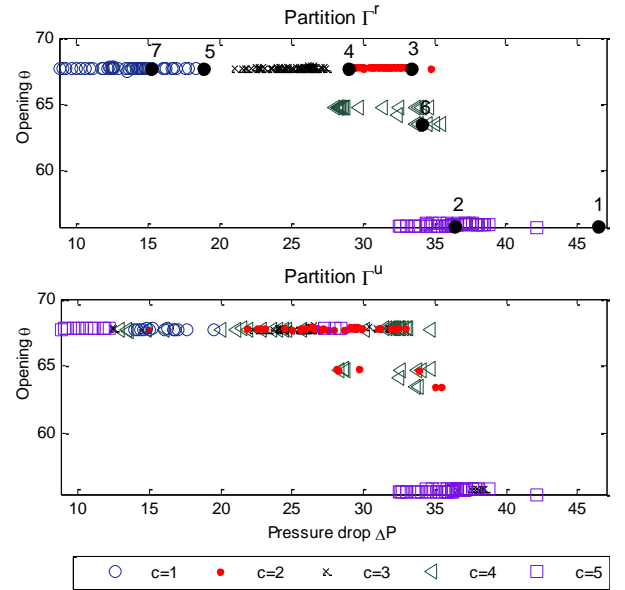 Partition Γʳ
70
7 5 4 3
65
6
60
2 1
Opening θ
10 15 20 25 30 35 40 45
Partition Γᵘ
70
65
60
Opening θ
10 15 20 25 30 35 40 45
Pressure drop ΔP
c=1 c=2 c=3 c=4 c=5